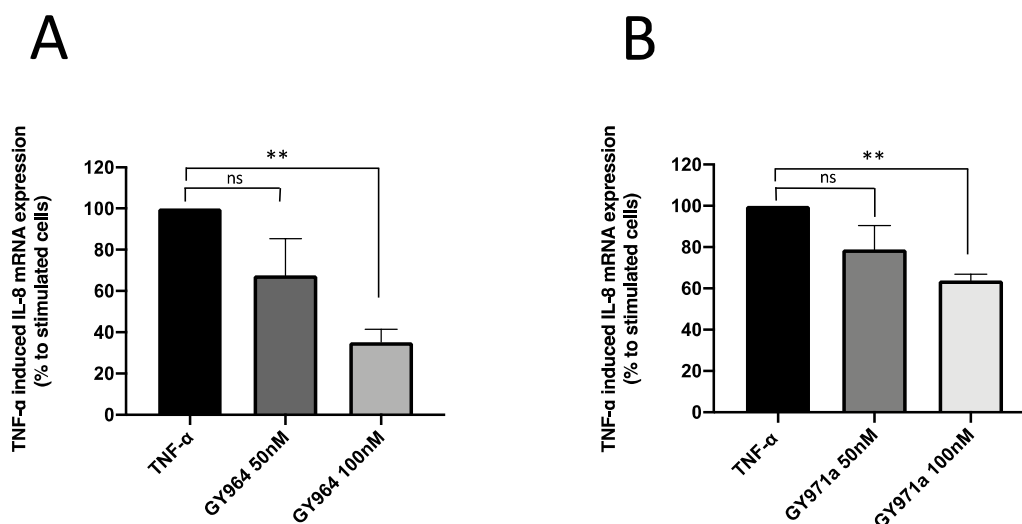 A
TNF-α induced IL-8 mRNA expression
(% to stimulated cells)
120
100
80
60
40
20
0
**
ns
TNF-α
GY964 50nM
GY964 100nM
B
TNF-α induced IL-8 mRNA expression
(% to stimulated cells)
120
100
80
60
40
20
0
**
ns
TNF-α
GY971a 50nM
GY971a 100nM